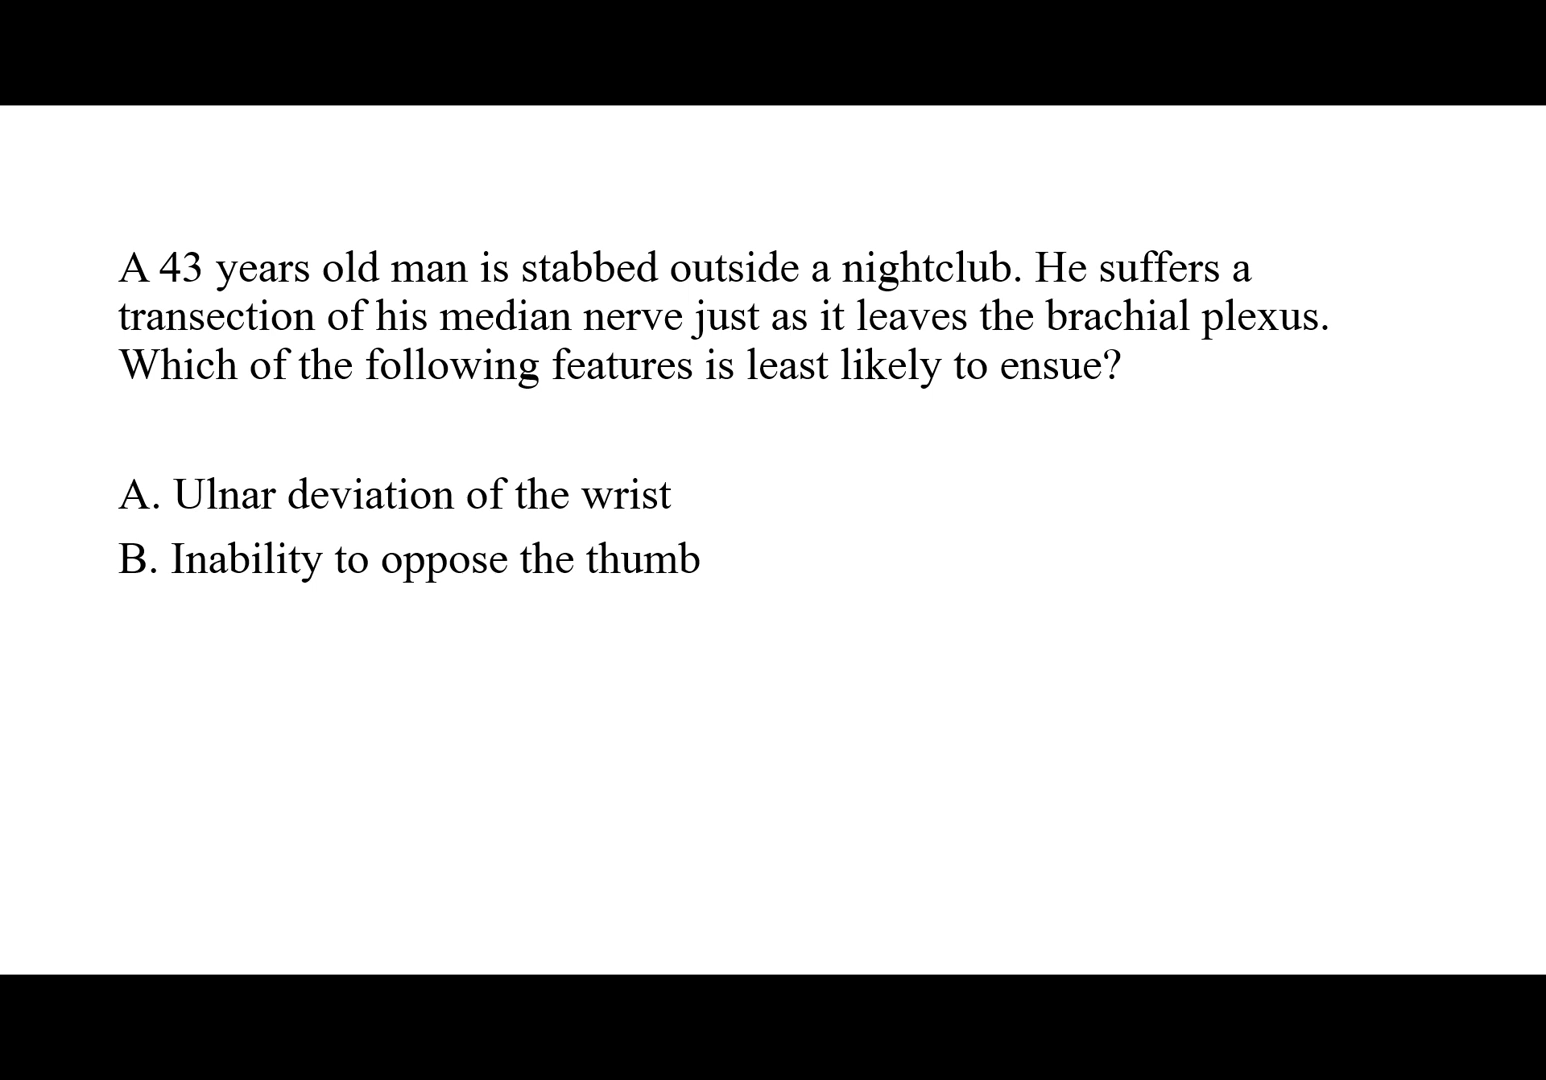 A 43 years old man is stabbed outside a nightclub. He suffers a
transection of his median nerve just as it leaves the brachial plexus.
Which of the following features is least likely to ensue?
A. Ulnar deviation of the wrist
B. Inability to oppose the thumb